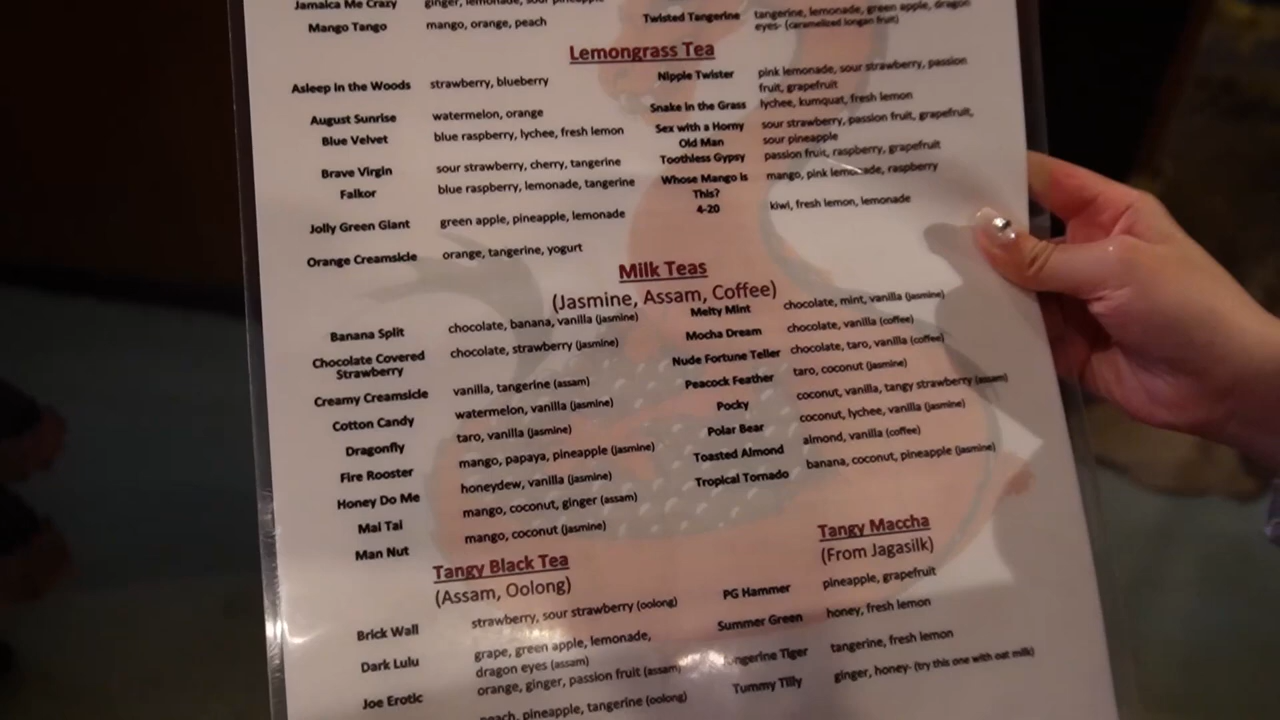 Jamaica Me Crazy ginger, lemonade, sour pineapple
Mango Tango mango, orange, peach
Twisted Tangerine tangerine, lemonade, green apple, dragon
eyes- (caramelized longan fruit)
Lemongrass Tea
Asleep In the Woods strawberry, blueberry
August Sunrise watermelon, orange
Blue Velvet blue raspberry, lychee, fresh lemon
Brave Virgin sour strawberry, cherry, tangerine
Falkor blue raspberry, lemonade, tangerine
Jolly Green Giant green apple, pineapple, lemonade
Orange Creamsicle orange, tangerine, yogurt
Nipple Twister pink lemonade, sour strawberry, passion
fruit, grapefruit
Snake In the Grass lychee, kumquat, fresh lemon
Sex with a Horny sour strawberry, passion fruit, grapefruit,
Old Man sour pineapple
Toothless Gypsy passion fruit, raspberry, grapefruit
Whose Mango Is mango, pink lemonade, raspberry
This?
4-20 kiwi, fresh lemon, lemonade
Milk Teas
(Jasmine, Assam, Coffee)
Banana Split chocolate, banana, vanilla (jasmine)
Chocolate Covered chocolate, strawberry (jasmine)
Strawberry
Creamy Creamsicle vanilla, tangerine (assam)
Cotton Candy watermelon, vanilla (jasmine)
Dragonfly taro, vanilla (jasmine)
Fire Rooster mango, papaya, pineapple (jasmine)
Honey Do Me honeydew, vanilla (jasmine)
Mai Tai mango, coconut, ginger (assam)
Man Nut mango, coconut (jasmine)
Melty Mint chocolate, mint, vanilla (jasmine)
Mocha Dream chocolate, vanilla (coffee)
Nude Fortune Teller chocolate, taro, vanilla (coffee)
Peacock Feather taro, coconut (jasmine)
Pocky coconut, vanilla, tangy strawberry (assam)
Polar Bear coconut, lychee, vanilla (jasmine)
Toasted Almond almond, vanilla (coffee)
Tropical Tornado banana, coconut, pineapple (jasmine)
Tangy Black Tea
(Assam, Oolong)
Brick Wall strawberry, sour strawberry (oolong)
Dark Lulu grape, green apple, lemonade,
dragon eyes (assam)
Joe Erotic orange, ginger, passion fruit (assam)
peach, pineapple, tangerine (oolong)
Tangy Maccha
(From Jagasilk)
PG Hammer pineapple, grapefruit
Summer Green honey, fresh lemon
Tiger tangerine, fresh lemon
Tummy Tilly ginger, honey- (try this one with oat milk)